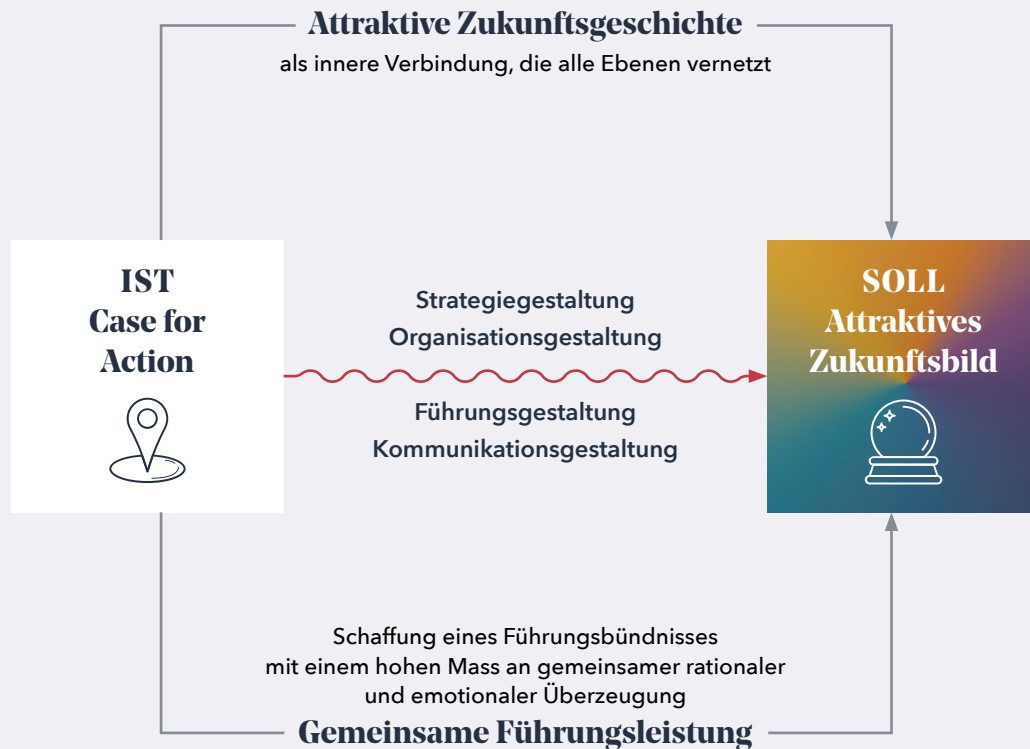 Attraktive Zukunftsgeschichte
als innere Verbindung, die alle Ebenen vernetzt
IST
Case for
Action
Strategiegestaltung
Organisationsgestaltung
Führungsgestaltung
Kommunikationsgestaltung
SOLL
Attraktives
Zukunftsbild
Schaffung eines Führungsbündnisses
mit einem hohen Mass an gemeinsamer rationaler
und emotionaler Überzeugung
Gemeinsame Führungsleistung